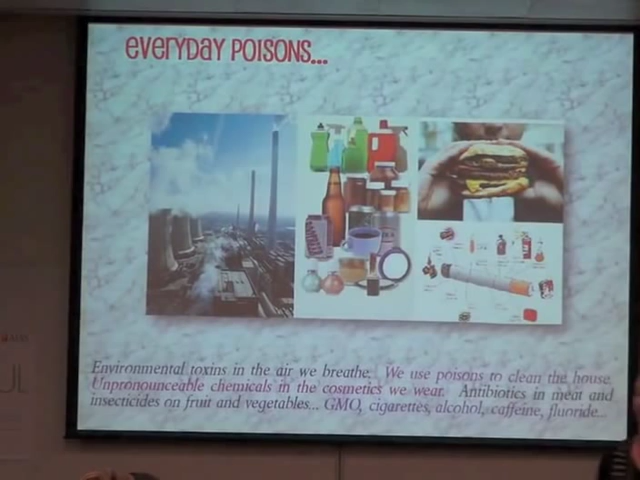 everyday poisons...
Environmental toxins in the air we breathe. We use poisons to clean the house.
Unpronounceable chemicals in the cosmetics we wear. Antibiotics in meat and
insecticides on fruit and vegetables... GMO, cigarettes, alcohol, caffeine, fluoride...